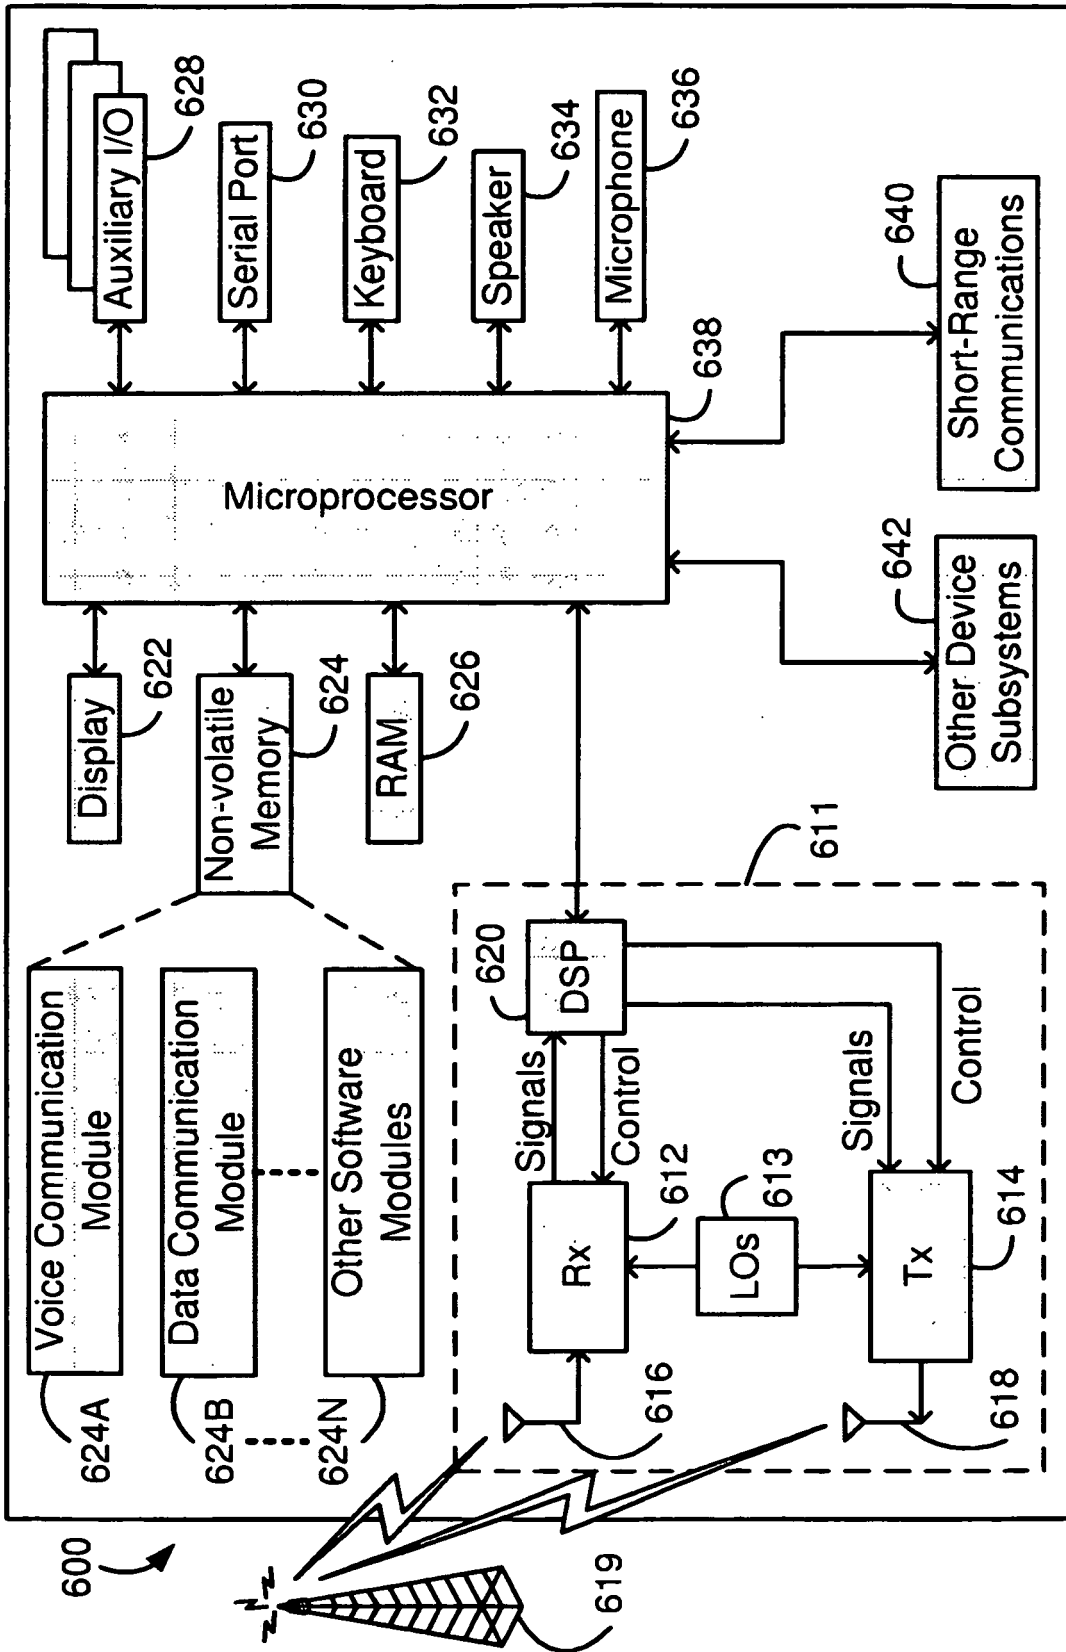 600
619
Voice Communication
Module
624A
Data Communication
Module
624B
Other Software
Modules
624N
Display
622
Non-volatile
Memory
624
RAM
626
Microprocessor
638
Auxiliary I/O
628
Serial Port
630
Keyboard
632
Speaker
634
Microphone
636
Short-Range
Communications
640
Other Device
Subsystems
642
611
DSP
620
Signals
Control
Rx
612
616
LOs
613
Signals
Control
Tx
614
618